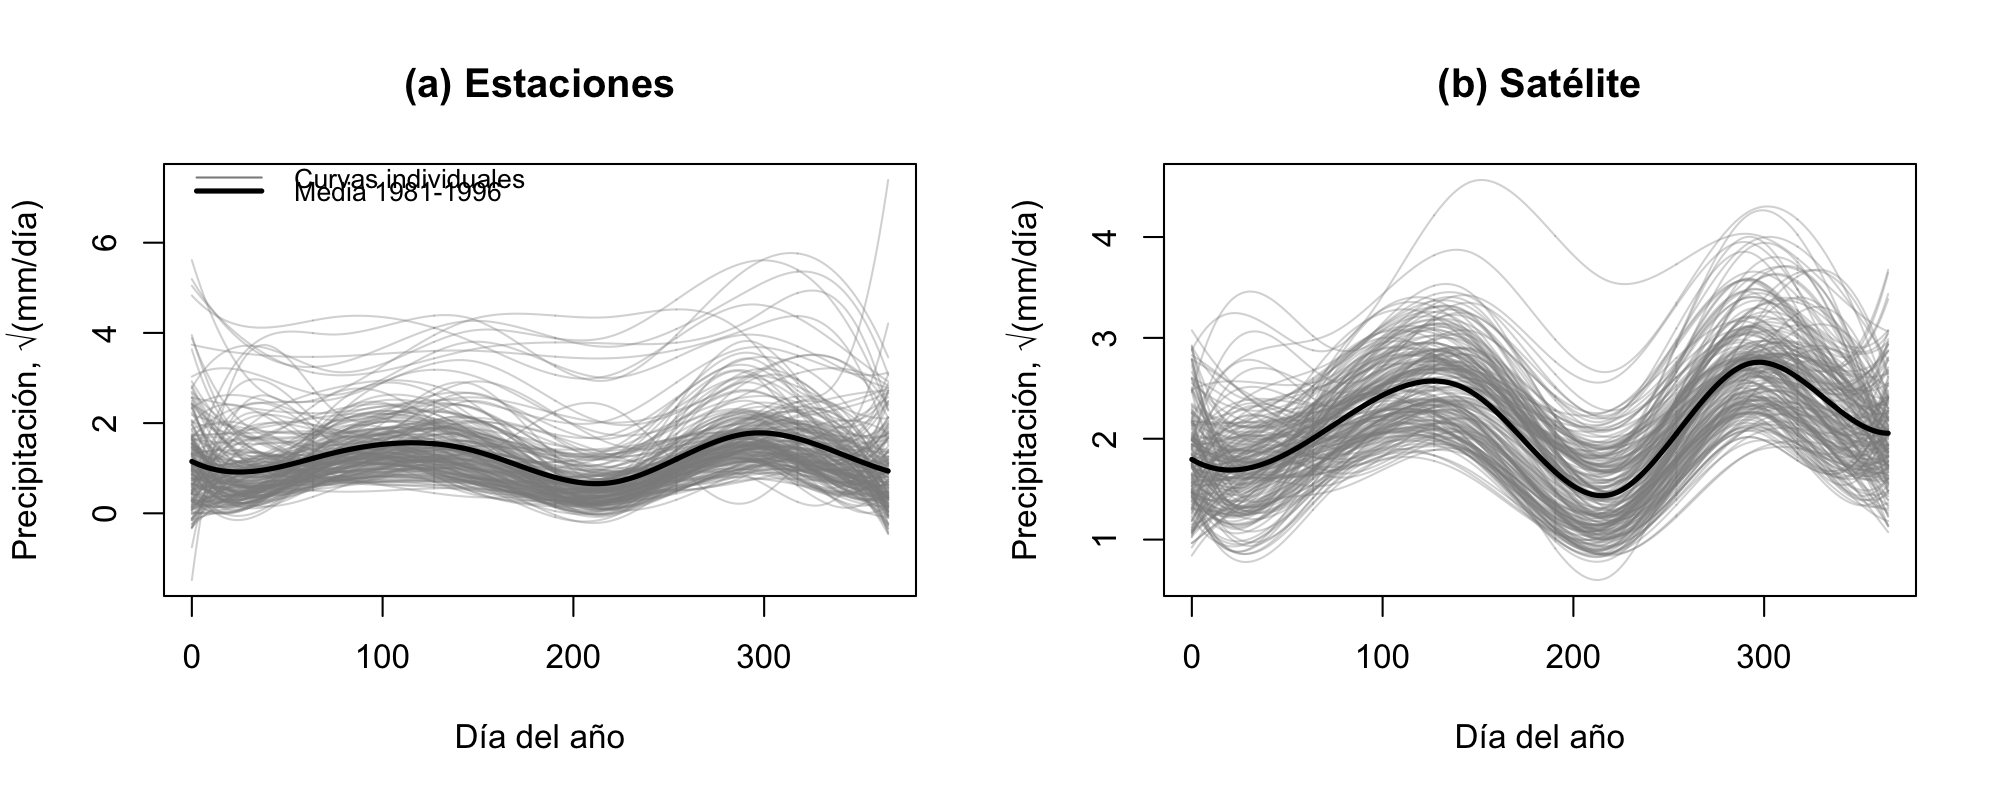 (a) Estaciones
Curvas individuales
Media 1981-1996
Precipitación, √(mm/día)
6
4
2
0
0 100 200 300
Día del año
(b) Satélite
Precipitación, √(mm/día)
4
3
2
1
0 100 200 300
Día del año